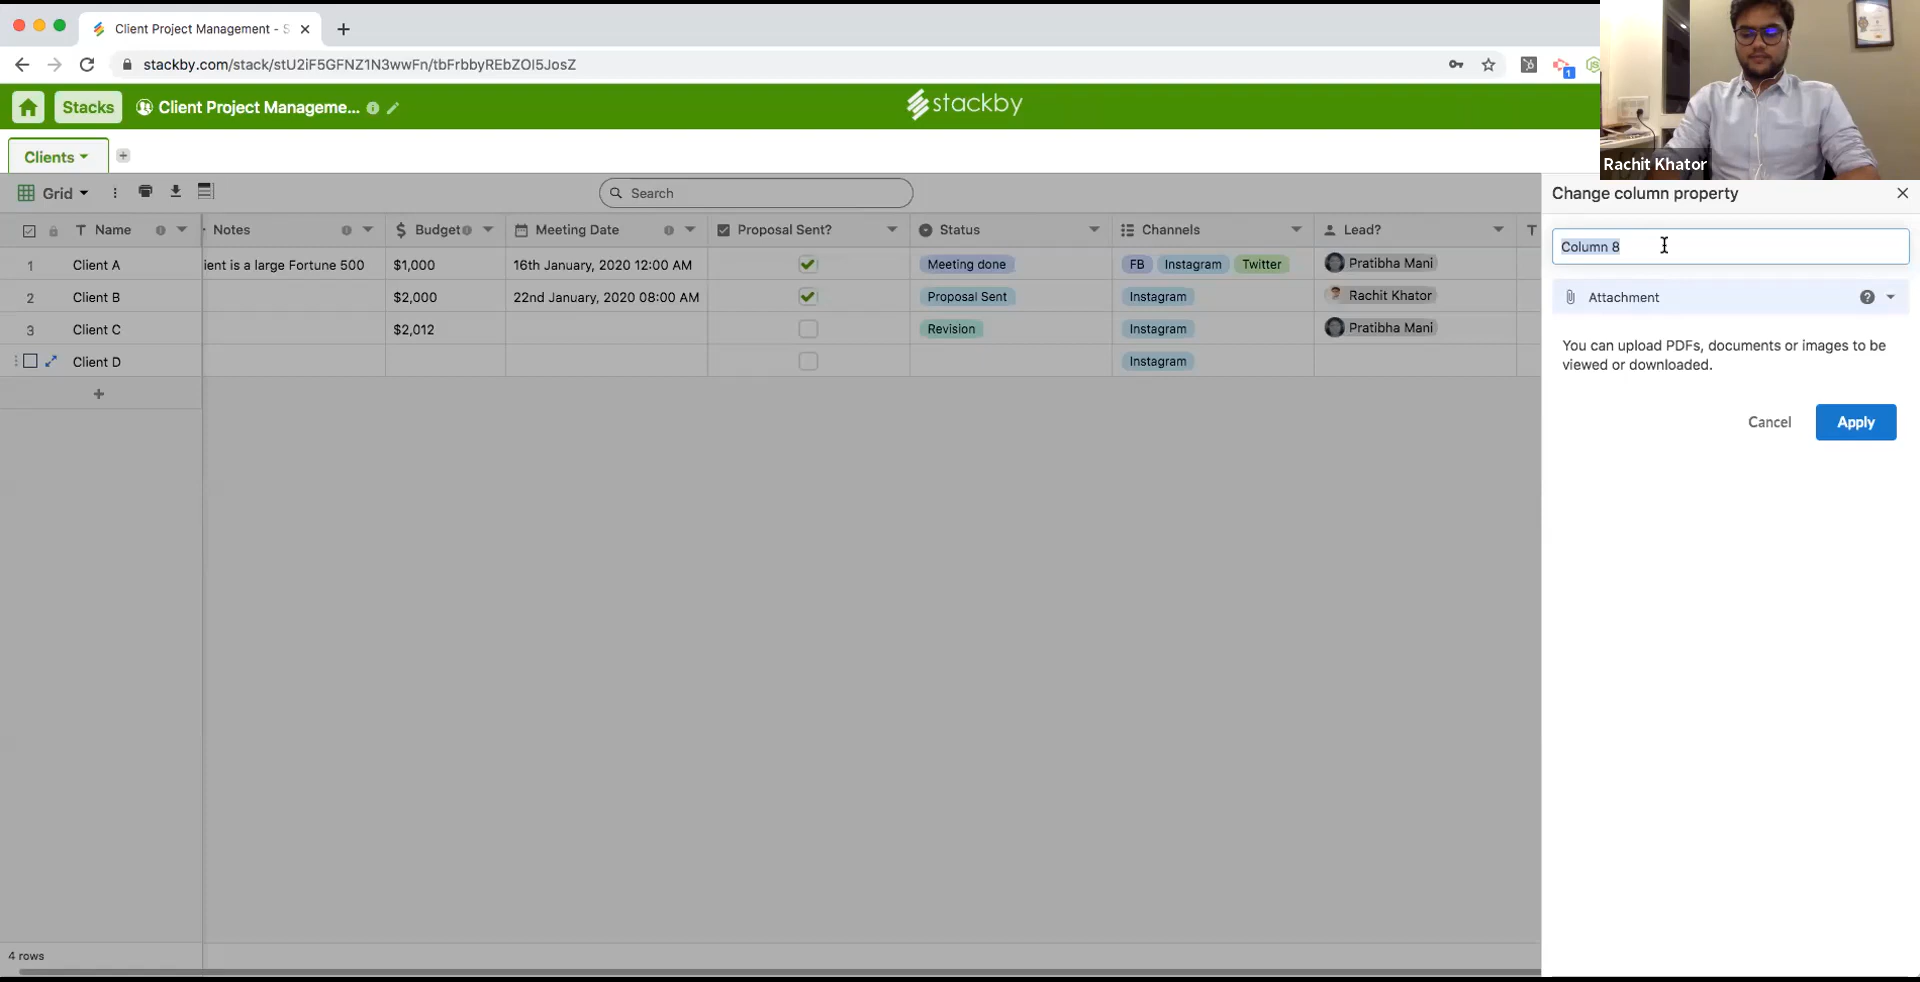 Client Project Management - S
stackby.com/stack/stU2iF5GFNZ1N3wwFn/tbFrbbyREbZOl5JosZ
1
Stacks
Client Project Manageme...
stackby
Rachit Khator
Clients
Grid
Search
Change column property
Name
Notes
Budget
Meeting Date
Proposal Sent?
Status
Channels
Lead?
Column 8
1 Client A ient is a large Fortune 500 $1,000 16th January, 2020 12:00 AM Meeting done FB Instagram Twitter Pratibha Mani
2 Client B $2,000 22nd January, 2020 08:00 AM Proposal Sent Instagram Rachit Khator
Attachment
3 Client C $2,012 Revision Instagram Pratibha Mani
Client D Instagram
You can upload PDFs, documents or images to be
viewed or downloaded.
Cancel
Apply
4 rows